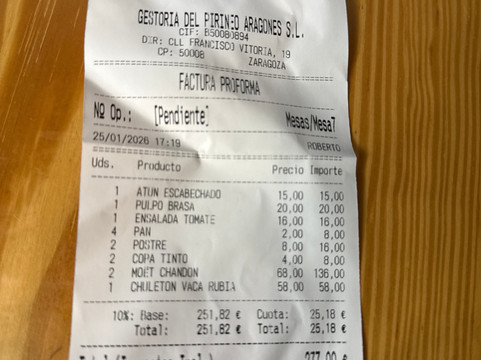 GESTORIA DEL PIRINEO ARAGONES S.L.
CIF: B50080894
DIR: CLL FRANCISCO VITORIA, 19
CP: 50008 ZARAGOZA
FACTURA PROFORMA
Nº Op.: [Pendiente] Mesas/Mesa7
25/01/2026 17:19 ROBERTO
Uds. Producto Precio Importe
1 ATUN ESCABECHADO 15,00 15,00
1 PULPO BRASA 20,00 20,00
1 ENSALADA TOMATE 16,00 16,00
4 PAN 2,00 8,00
2 POSTRE 8,00 16,00
2 COPA TINTO 4,00 8,00
2 MOET CHANDON 68,00 136,00
1 CHULETON VACA RUBIA 58,00 58,00
10%: Base: 251,82 € Cuota: 25,18 €
Total: 251,82 € Total: 25,18 €
277,00 €